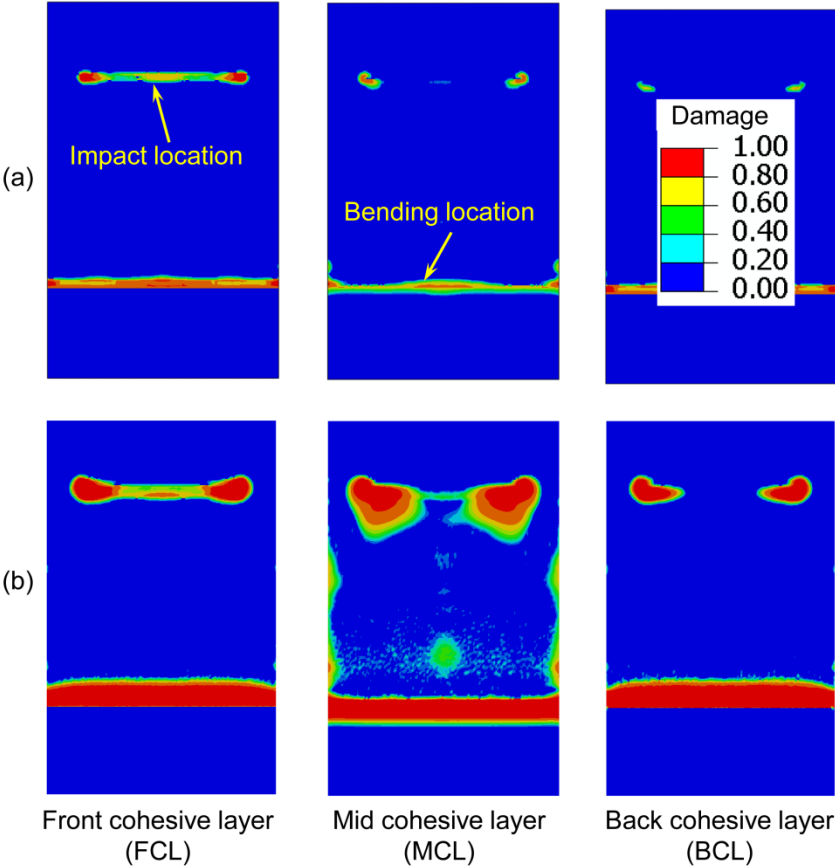 (a)
Impact location
Bending location
Damage
1.00
0.80
0.60
0.40
0.20
0.00
(b)
Front cohesive layer
(FCL)
Mid cohesive layer
(MCL)
Back cohesive layer
(BCL)